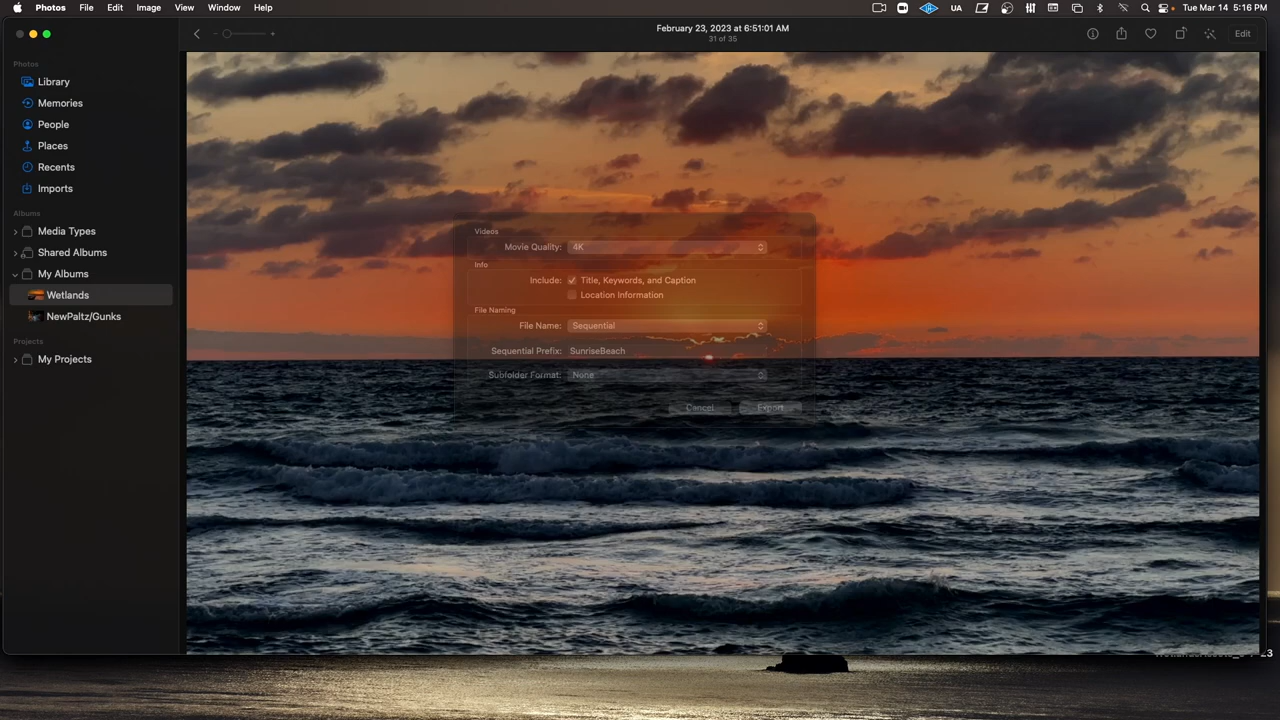 Photos File Edit Image View Window Help UA Tue Mar 14 5:16 PM
February 23, 2023 at 6:51:01 AM
31 of 35
Edit
Photos
Library
Memories
People
Places
Recents
Imports
Albums
Media Types
Shared Albums
My Albums
Wetlands
NewPaltz/Gunks
Projects
My Projects
Videos
Movie Quality: 4K
Info
Include: Title, Keywords, and Caption
Location Information
File Naming
File Name: Sequential
Sequential Prefix: SunriseBeach
Subfolder Format: None
Cancel Export